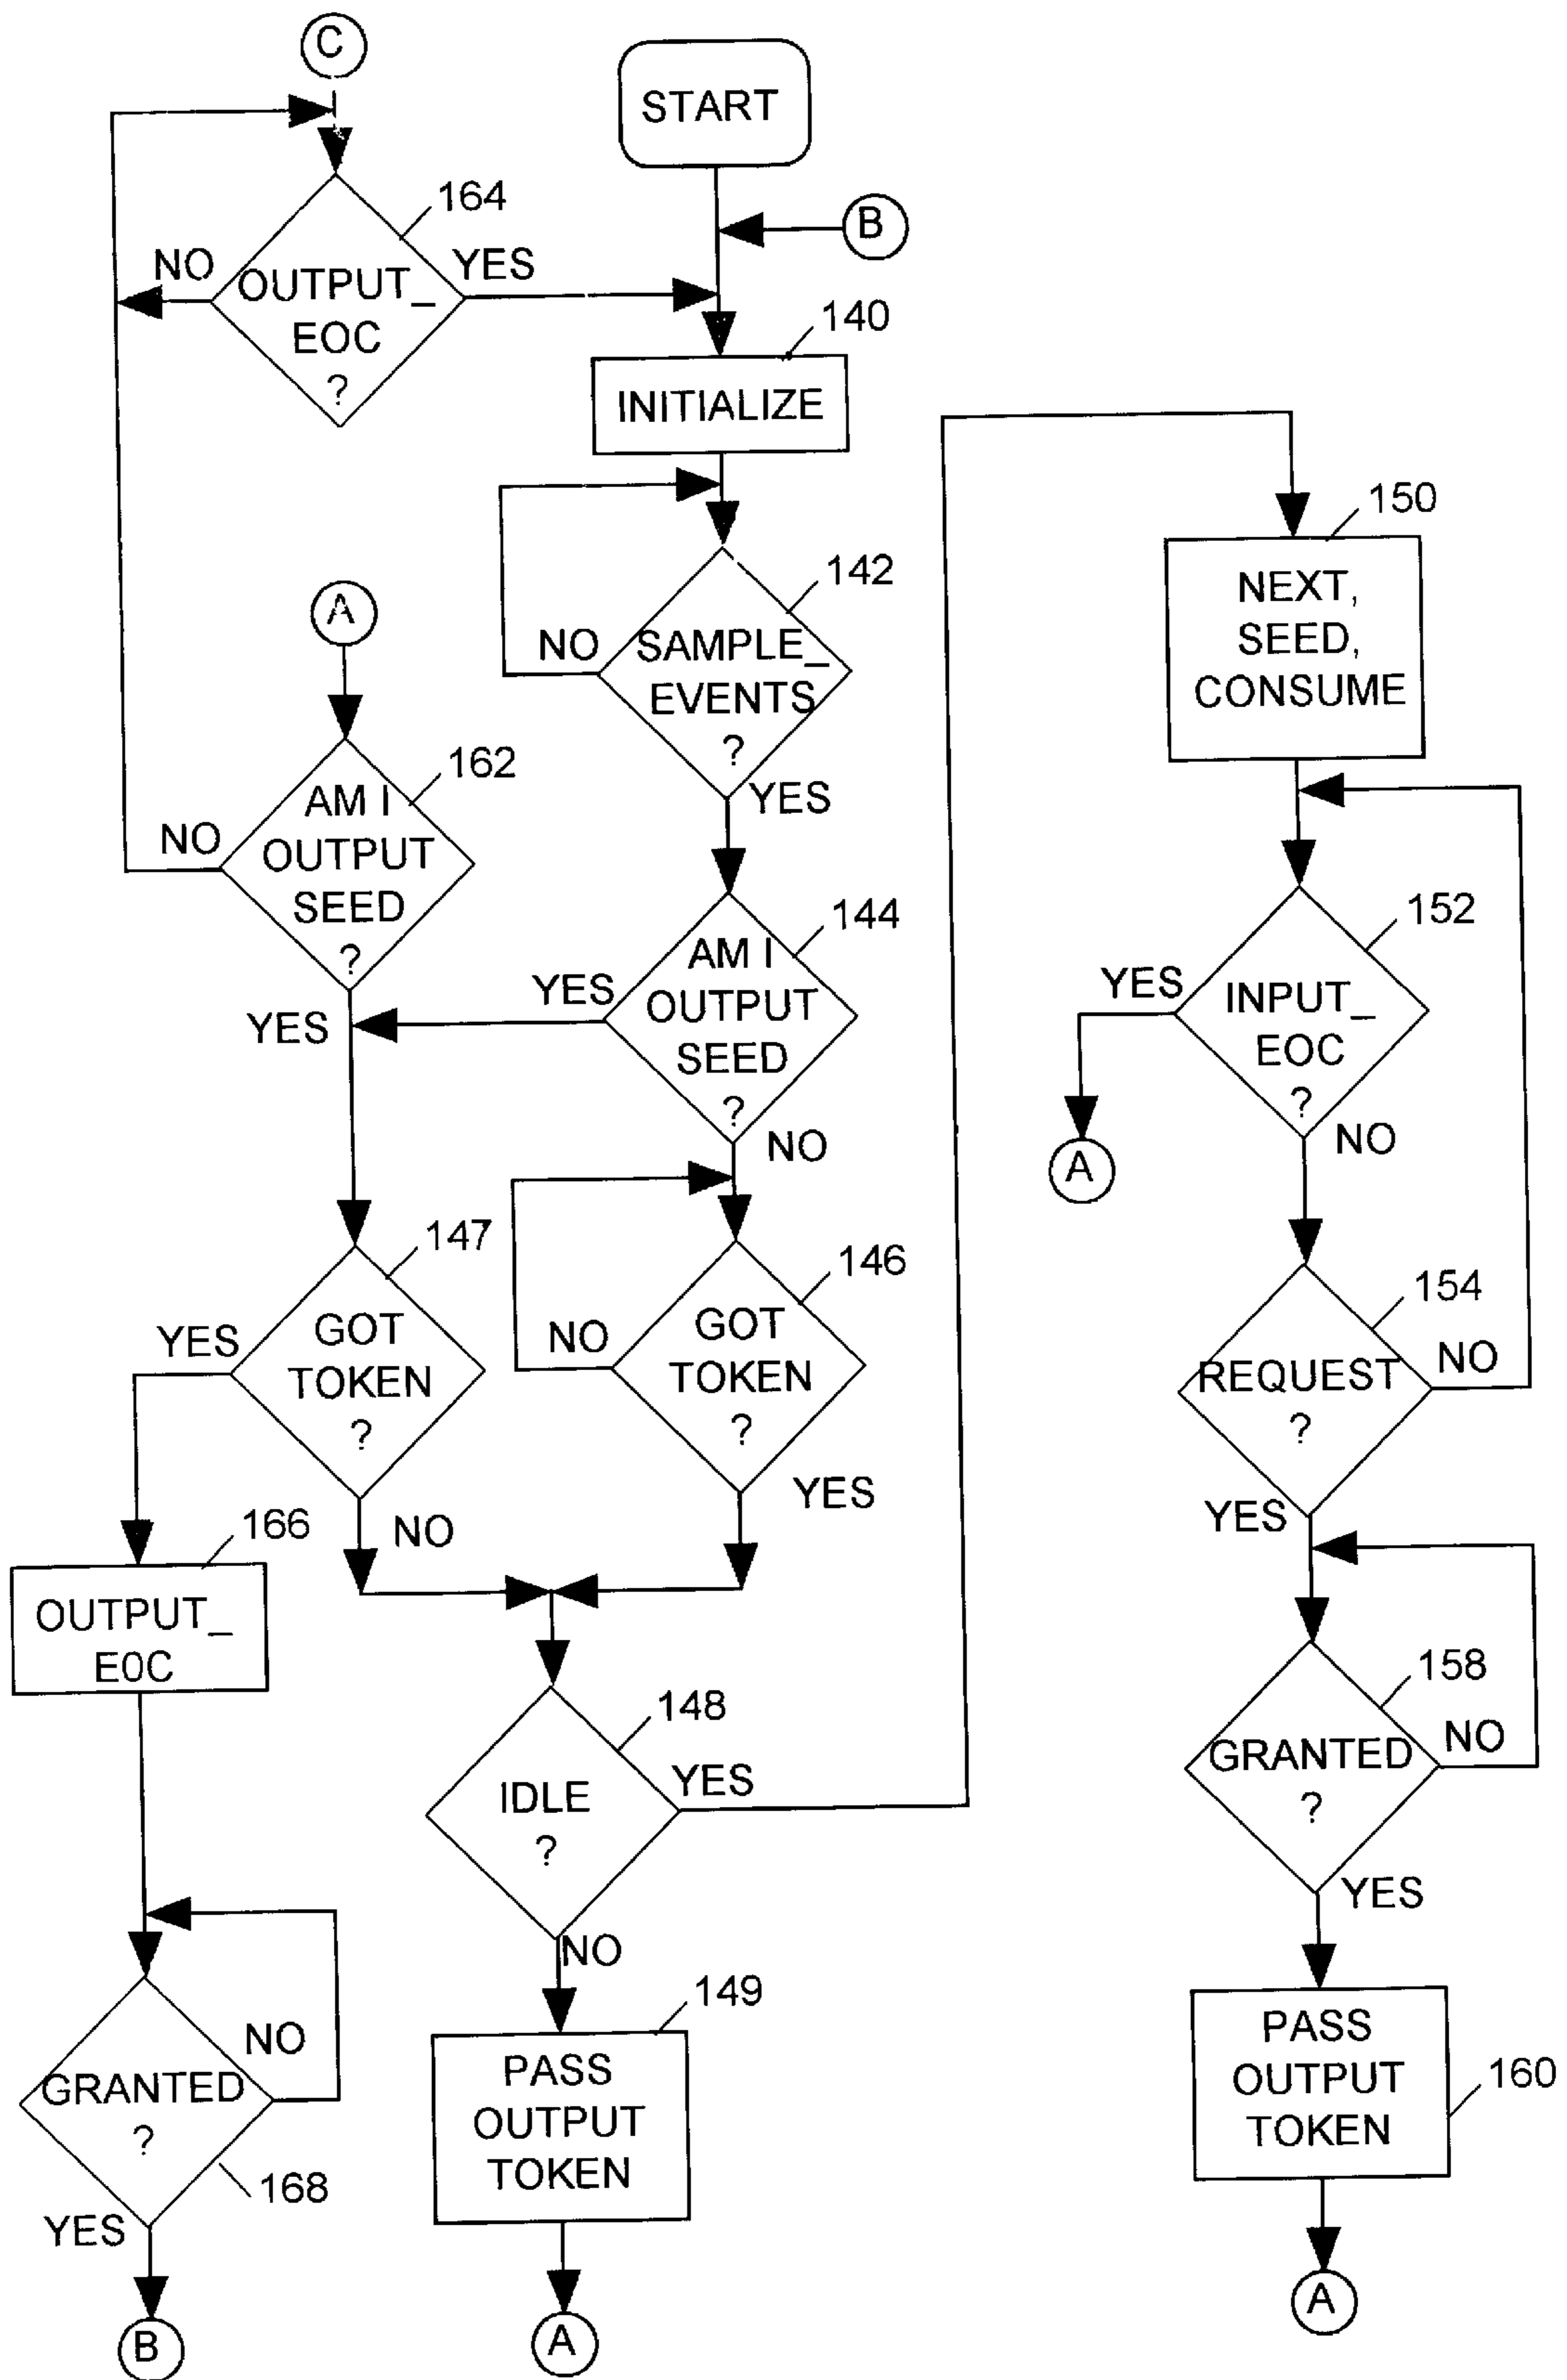 C
START
B
164
NO
YES
OUTPUT_
EOC
?
140
INITIALIZE
150
NEXT,
SEED,
CONSUME
142
NO
SAMPLE_
EVENTS
?
YES
A
162
AM I
OUTPUT
SEED
?
NO
YES
144
AM I
OUTPUT
SEED
?
YES
NO
152
YES
INPUT_
EOC
?
NO
A
147
YES
GOT
TOKEN
?
NO
146
NO
GOT
TOKEN
?
YES
154
REQUEST
?
NO
YES
166
OUTPUT_
E0C
148
IDLE
?
YES
NO
158
GRANTED
?
NO
YES
NO
GRANTED
?
168
YES
B
149
PASS
OUTPUT
TOKEN
A
PASS
OUTPUT
TOKEN
160
A